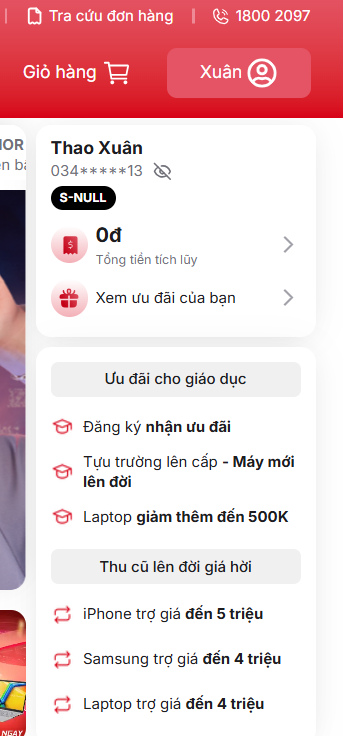 Tra cứu đơn hàng
1800 2097
Giỏ hàng
Xuân
Thao Xuân
034*****13
S-NULL
0đ
Tổng tiền tích lũy
Xem ưu đãi của bạn
Ưu đãi cho giáo dục
Đăng ký nhận ưu đãi
Tựu trường lên cấp - Máy mới
lên đời
Laptop giảm thêm đến 500K
Thu cũ lên đời giá hời
iPhone trợ giá đến 5 triệu
Samsung trợ giá đến 4 triệu
Laptop trợ giá đến 4 triệu
NGAY